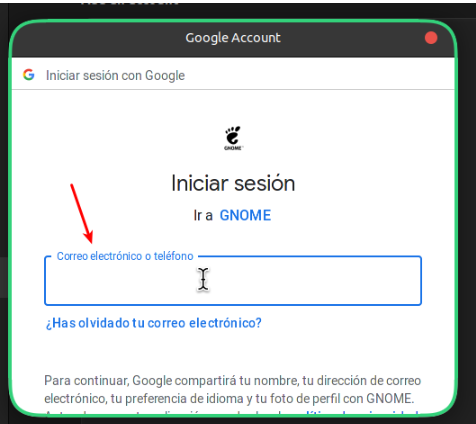 Google Account
Iniciar sesión con Google
GNOME
Iniciar sesión
Ir a GNOME
Correo electrónico o teléfono
¿Has olvidado tu correo electrónico?
Para continuar, Google compartirá tu nombre, tu dirección de correo
electrónico, tu preferencia de idioma y tu foto de perfil con GNOME.